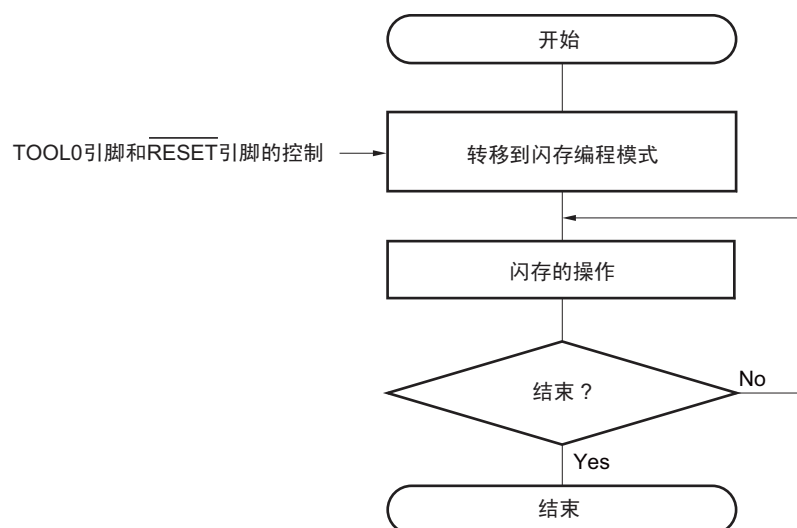 开始
TOOL0引脚和RESET引脚的控制
转移到闪存编程模式
闪存的操作
结束？
No
Yes
结束